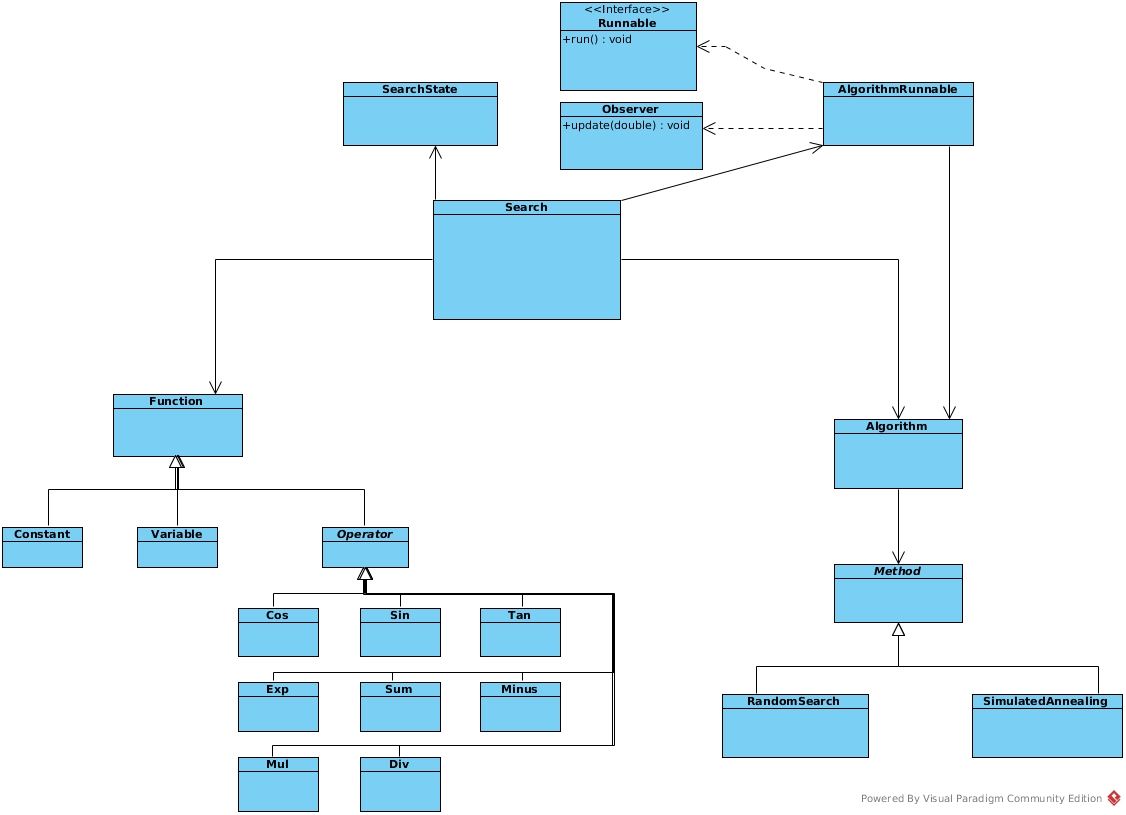 <<Interface>>
Runnable
+run() : void
SearchState
AlgorithmRunnable
Observer
+update(double) : void
Search
Function
Algorithm
Constant
Variable
Operator
Method
Cos
Sin
Tan
Exp
Sum
Minus
RandomSearch
SimulatedAnnealing
Mul
Div
Powered By Visual Paradigm Community Edition